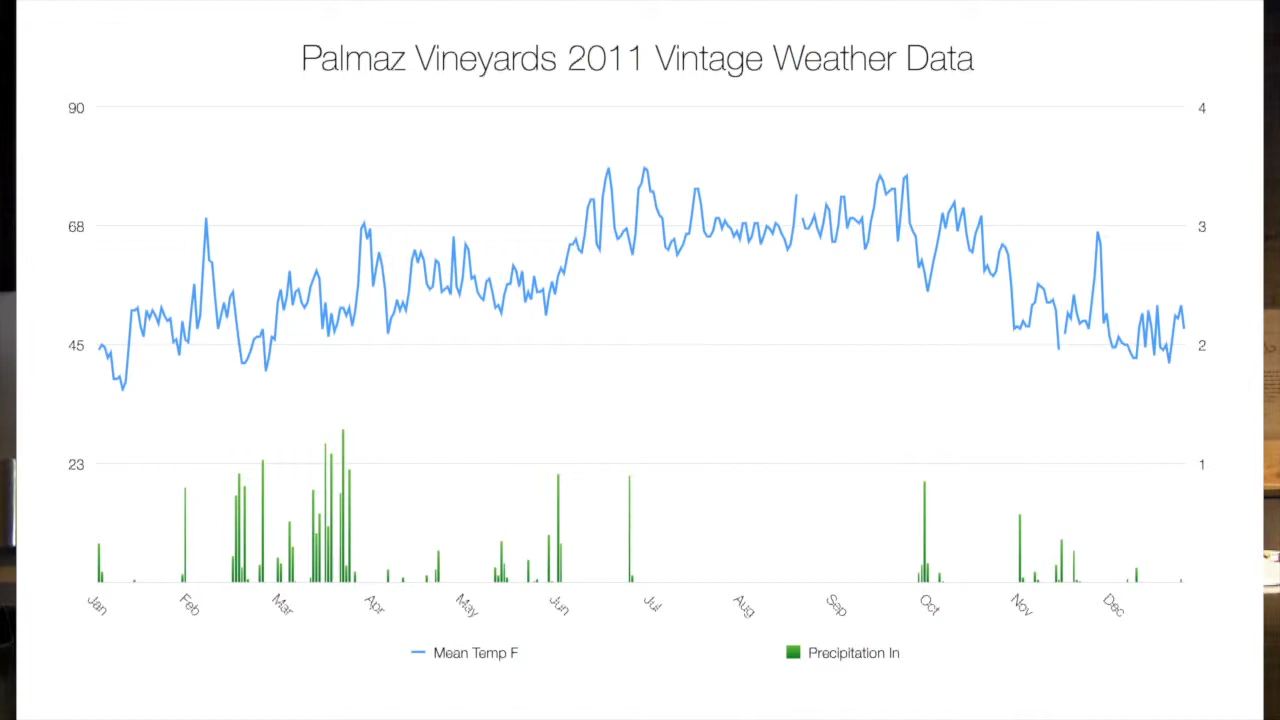 Palmaz Vineyards 2011 Vintage Weather Data
90 4
68 3
45 2
23 1
Jan Feb Mar Apr May Jun Jul Aug Sep Oct Nov Dec
Mean Temp F Precipitation In